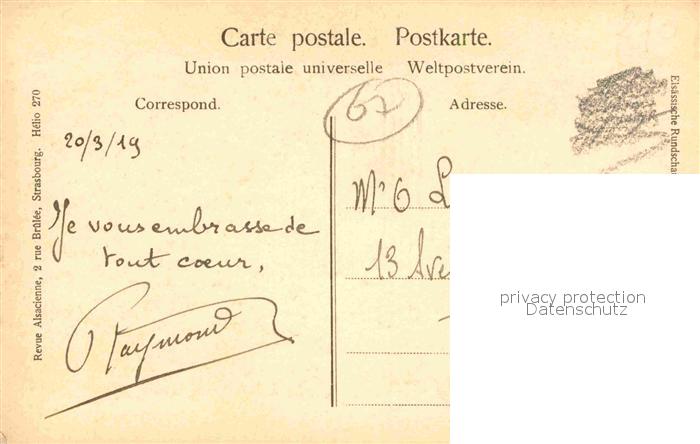 Carte postale. Postkarte.
Union postale universelle Weltpostverein.
Correspond.
Adresse.
67
20/3/19
Je vous embrasse de
tout coeur,
Raymond
13 Ave
Revue Alsacienne, 2 rue Brûlée, Strasbourg. Hélio 270
Elsässische Rundschau
privacy protection
Datenschutz